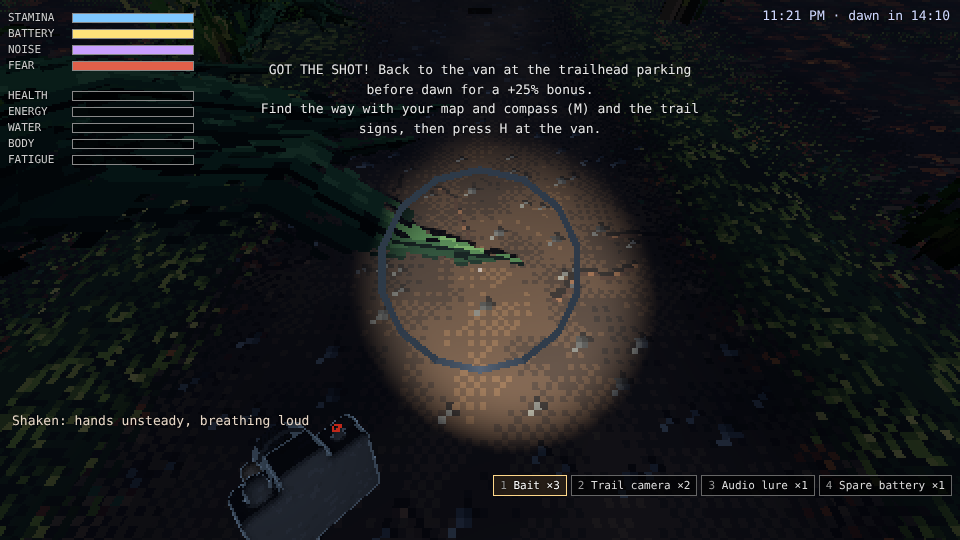 STAMINA
BATTERY
NOISE
FEAR
HEALTH
ENERGY
WATER
BODY
FATIGUE
11:21 PM · dawn in 14:10
GOT THE SHOT! Back to the van at the trailhead parking
before dawn for a +25% bonus.
Find the way with your map and compass (M) and the trail
signs, then press H at the van.
Shaken: hands unsteady, breathing loud
1 Bait ×3
2 Trail camera ×2
3 Audio lure ×1
4 Spare battery ×1